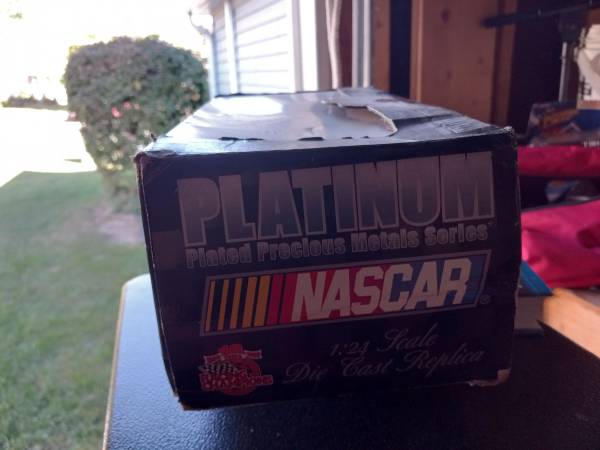 PLATINUM
Plated Precious Metals Series
NASCAR®
1:24 Scale
Die Cast Replica